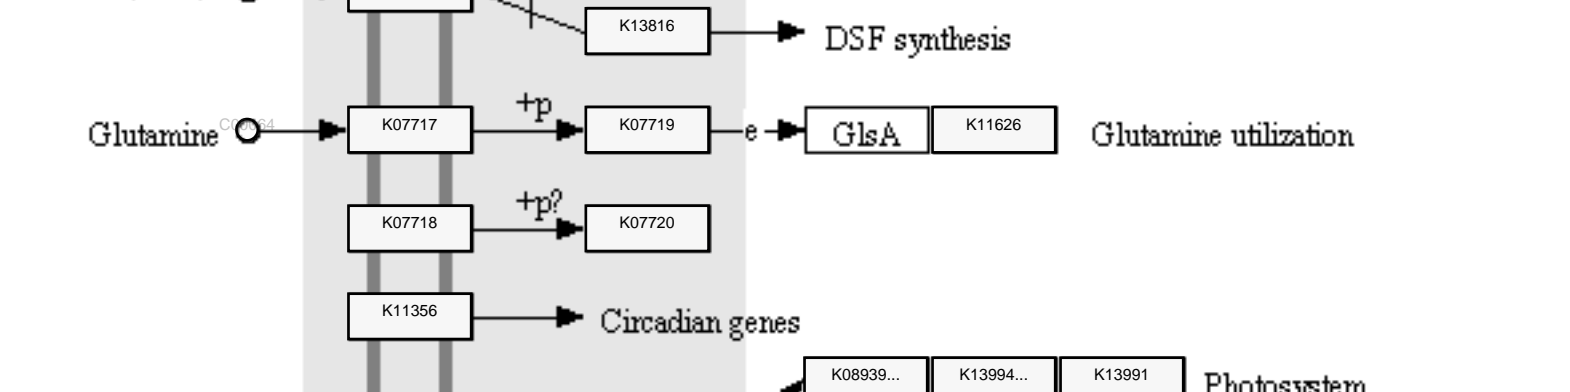 K13816
DSF synthesis
+p
Glutamine
K07717
K07719
e
GlsA
K11626
Glutamine utilization
+p?
K07718
K07720
K11356
Circadian genes
K08939...
K13994...
K13991
Photosystem